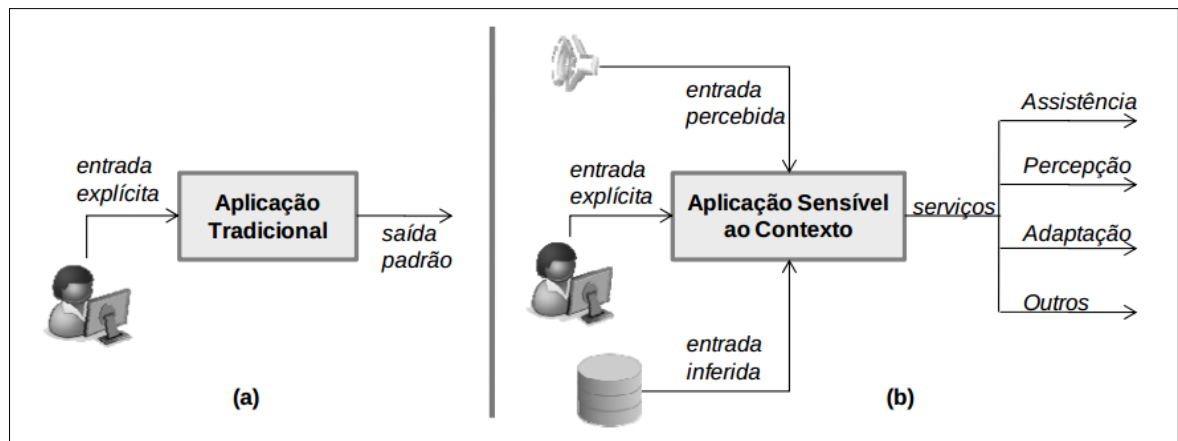 entrada
explícita
Aplicação
Tradicional
saída
padrão
(a)
entrada
percebida
entrada
explícita
Aplicação Sensível
ao Contexto
serviços
Assistência
Percepção
Adaptação
Outros
entrada
inferida
(b)